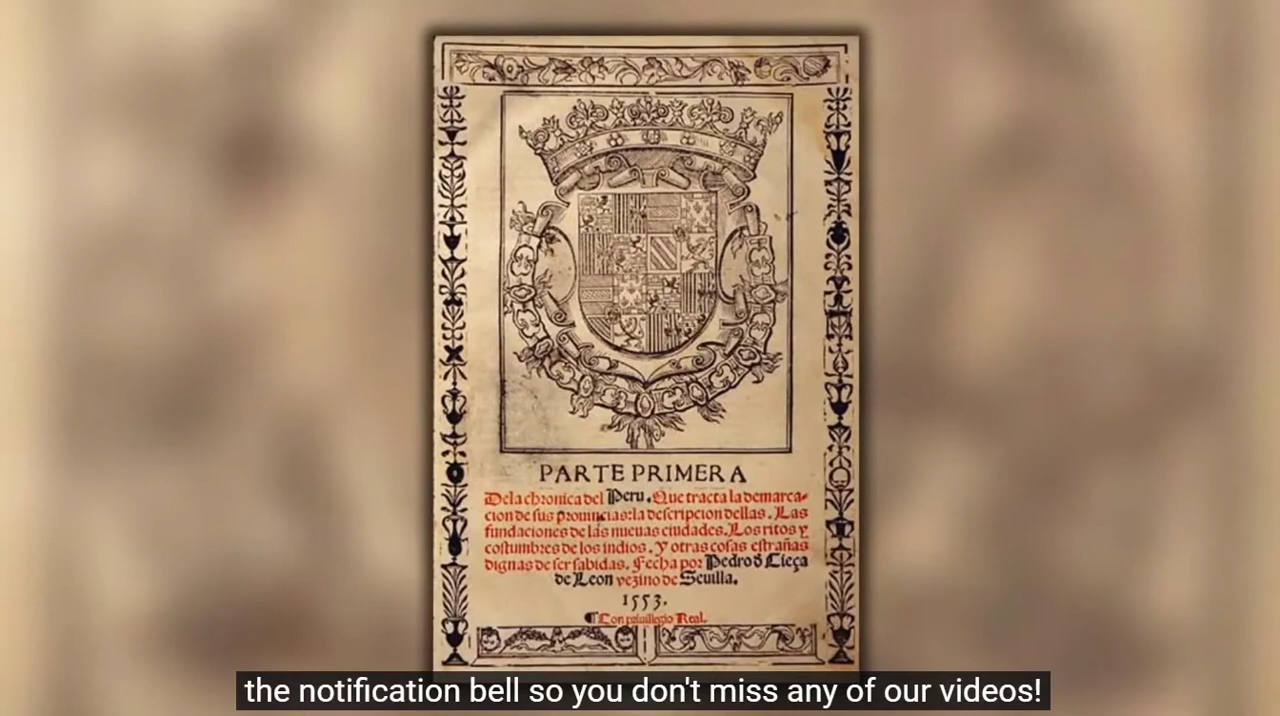 PARTE PRIMERA
Dela chronica del Peru. Que tracta la demarca-
cion de sus prouincias: la descripcion dellas. Las
fundaciones de las nueuas ciudades. Los ritos y
costumbres de los indios. Y otras cosas estrañas
dignas de ser sabidas. Fecha por Pedro d Cieça
de Leon vezino de Seuilla.
1553.
Con priuillegio Real.
the notification bell so you don't miss any of our videos!